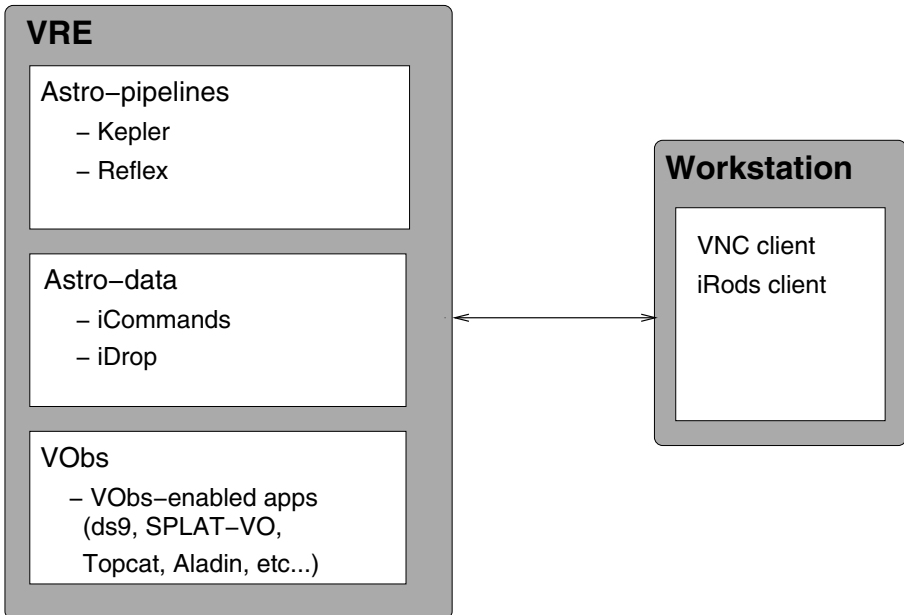 VRE
Astro−pipelines
− Kepler
− Reflex
Astro−data
− iCommands
− iDrop
VObs
− VObs−enabled apps
(ds9, SPLAT−VO,
Topcat, Aladin, etc...)
Workstation
VNC client
iRods client